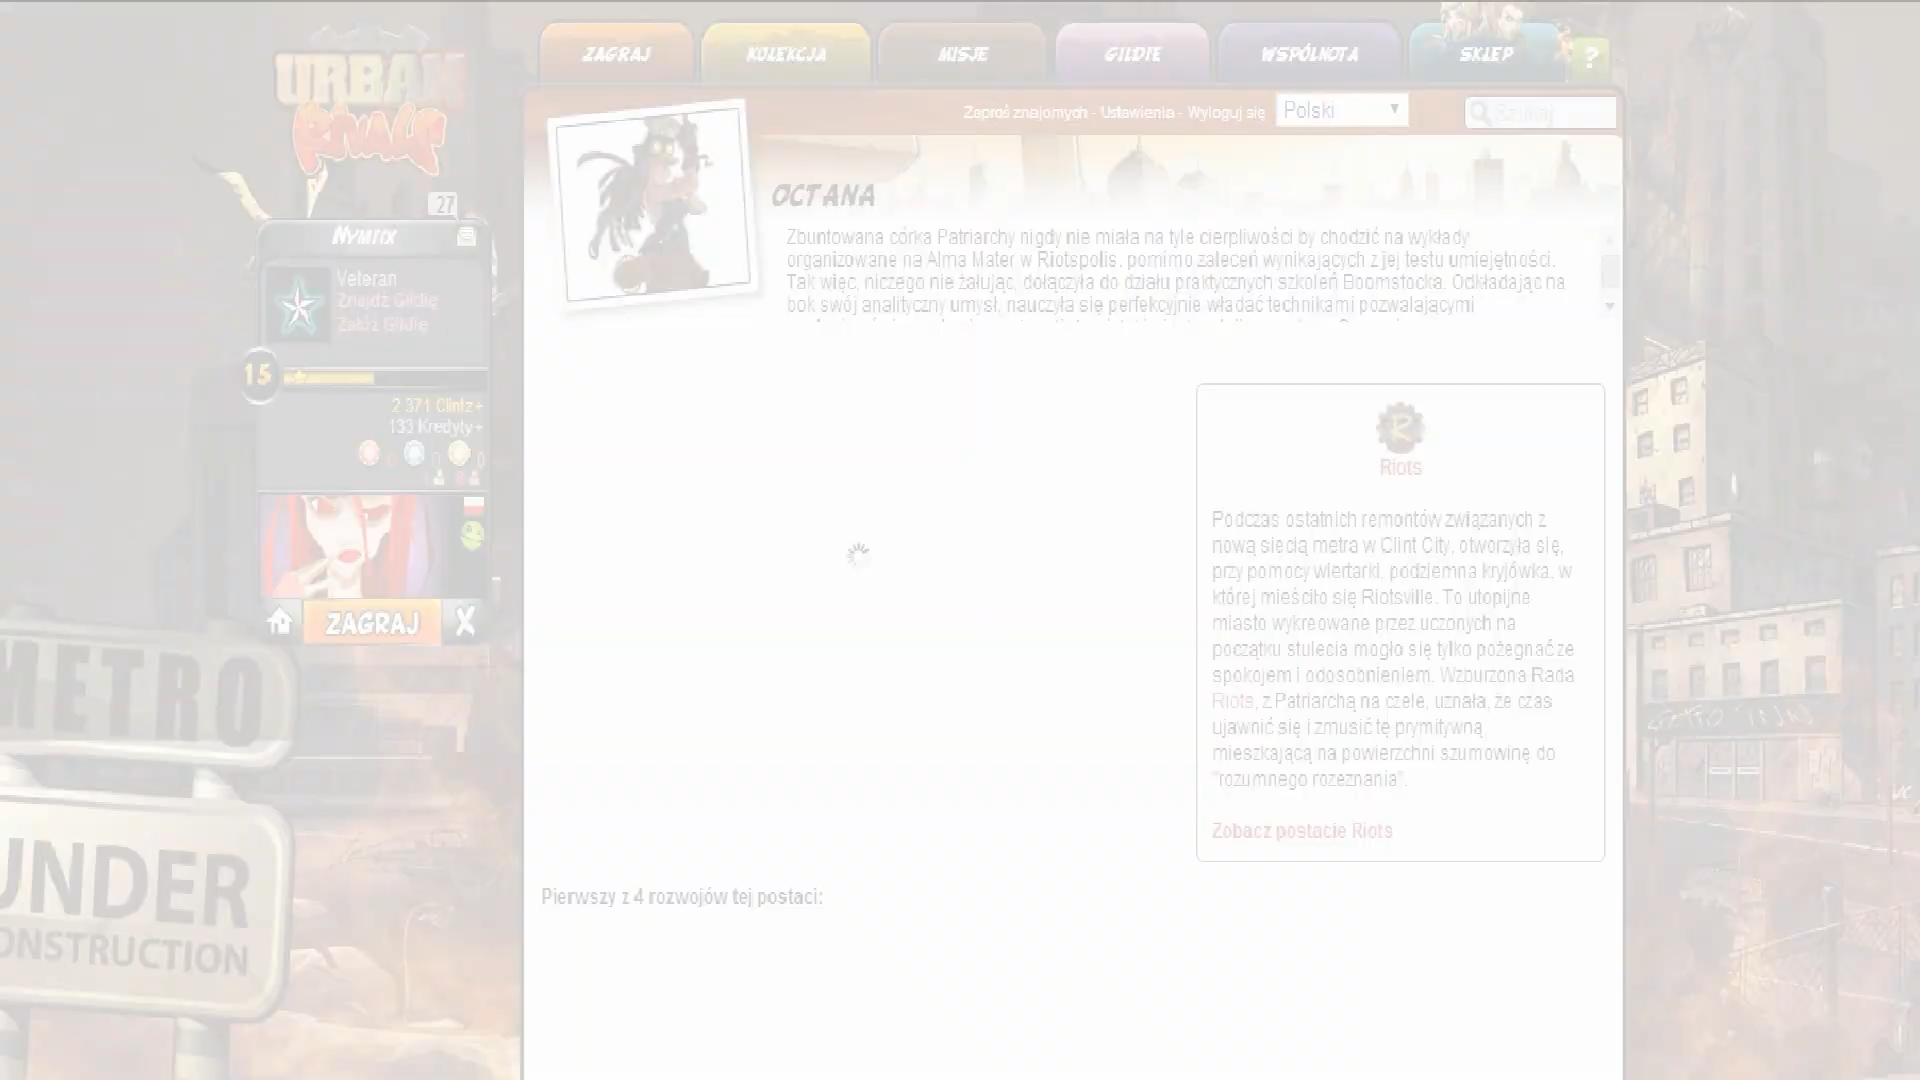 URBAN
RIVALS
ZAGRAJ
KOLEKCJA
MISJE
GILDIE
WSPÓLNOTA
SKLEP
?
Zaproś znajomych - Ustawienia - Wyloguj się
Polski
Szukaj
OCTANA
Zbuntowana córka Patriarchy nigdy nie miała na tyle cierpliwości by chodzić na wykłady
organizowane na Alma Mater w Riotspolis, pomimo zaleceń wynikających z jej testu umiejętności.
Tak więc, niczego nie żałując, dołączyła do działu praktycznych szkoleń Boomstocka. Odkładając na
bok swój analityczny umysł, nauczyła się perfekcyjnie władać technikami pozwalającymi
27
Nymrix
Veteran
Znajdź Gildię
Załóż Gildię
15
2 371 Clintz+
133 Kredyty+
0
0
ZAGRAJ
X
Riots
Podczas ostatnich remontów związanych z
nową siecią metra w Clint City, otworzyła się,
przy pomocy wiertarki, podziemna kryjówka, w
której mieściło się Riotsville. To utopijne
miasto wykreowane przez uczonych na
początku stulecia mogło się tylko pożegnać ze
spokojem i odosobnieniem. Wzburzona Rada
Riots, z Patriarchą na czele, uznała, że czas
ujawnić się i zmusić tę prymitywną
mieszkającą na powierzchni szumowinę do
"rozumnego rozeznania".
Zobacz postacie Riots
Pierwszy z 4 rozwojów tej postaci:
METRO
UNDER
CONSTRUCTION